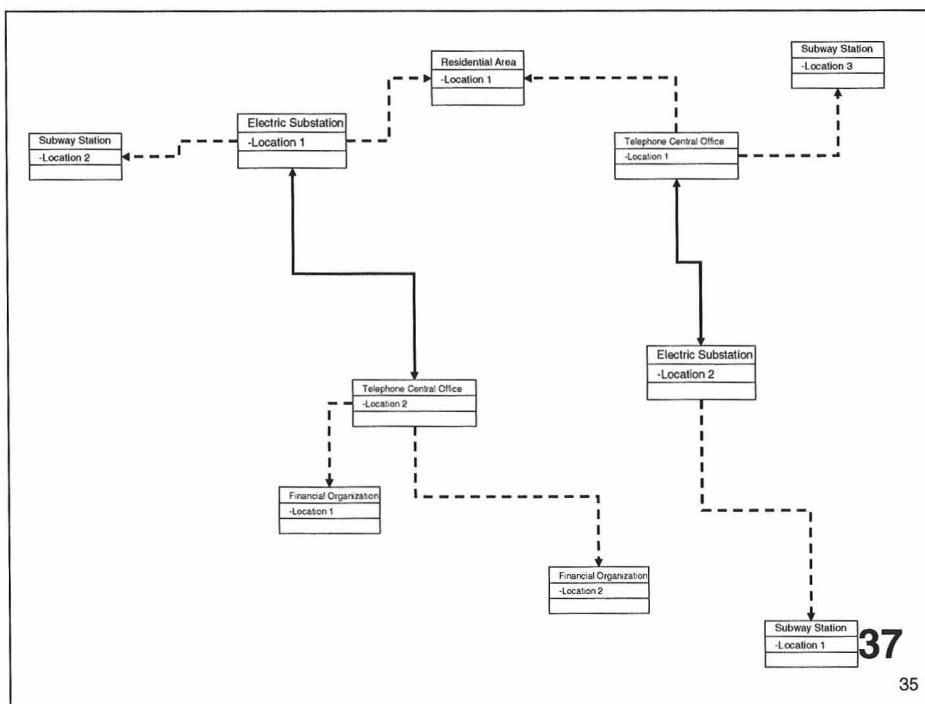 Subway Station
-Location 3
Residential Area
-Location 1
Electric Substation
-Location 1
Subway Station
-Location 2
Telephone Central Office
-Location 1
Electric Substation
-Location 2
Telephone Central Office
-Location 2
Financial Organization
-Location 1
Financial Organization
-Location 2
Subway Station
-Location 1
37
35